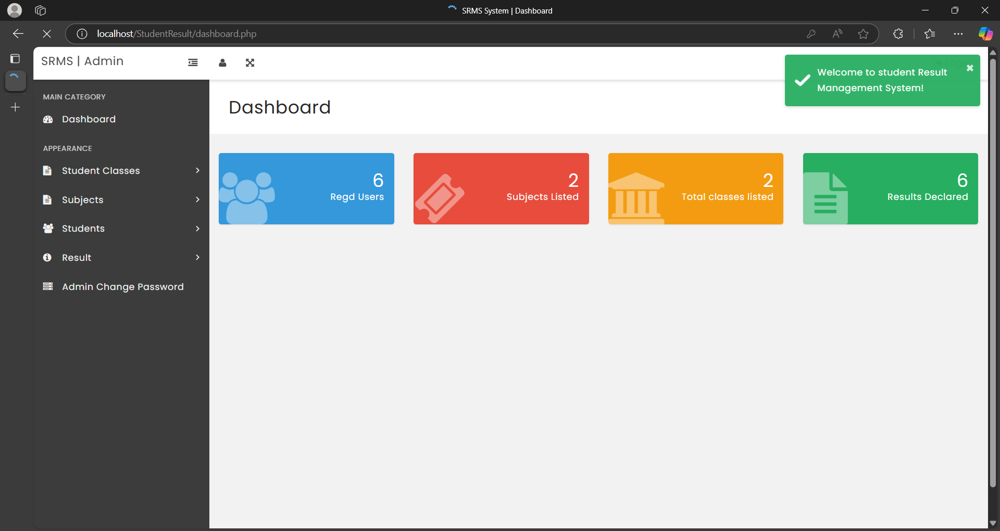 SRMS System | Dashboard
localhost/StudentResult/dashboard.php
SRMS | Admin
Logout
Welcome to student Result
Management System!
MAIN CATEGORY
Dashboard
APPEARANCE
Student Classes
Subjects
Students
Result
Admin Change Password
Dashboard
6
Regd Users
2
Subjects Listed
2
Total classes listed
6
Results Declared